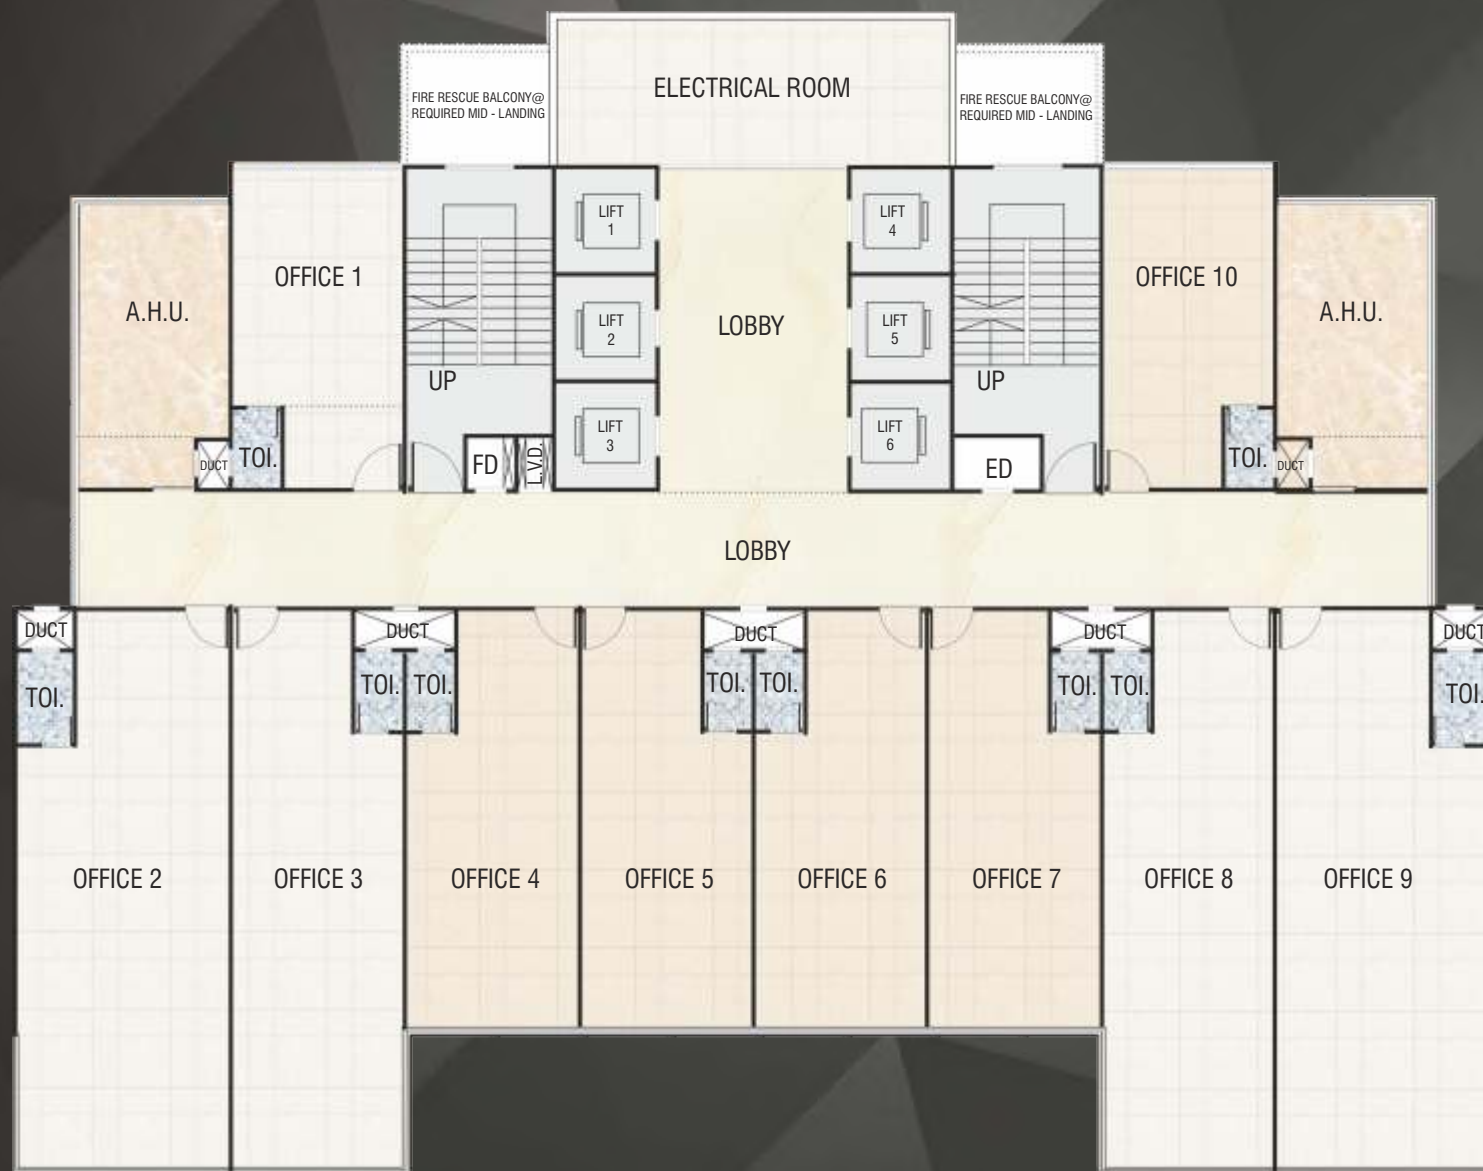 ELECTRICAL ROOM
FIRE RESCUE BALCONY@
REQUIRED MID - LANDING
FIRE RESCUE BALCONY@
REQUIRED MID - LANDING
LIFT
1
LIFT
4
OFFICE 1
OFFICE 10
A.H.U.
A.H.U.
LIFT
2
LOBBY
LIFT
5
UP
UP
LIFT
3
LIFT
6
DUCT
TOI.
FD
L.V.D.
ED
TOI.
DUCT
LOBBY
DUCT
DUCT
DUCT
DUCT
DUCT
TOI.
TOI.
TOI.
TOI.
TOI.
TOI.
TOI.
TOI.
OFFICE 2
OFFICE 3
OFFICE 4
OFFICE 5
OFFICE 6
OFFICE 7
OFFICE 8
OFFICE 9